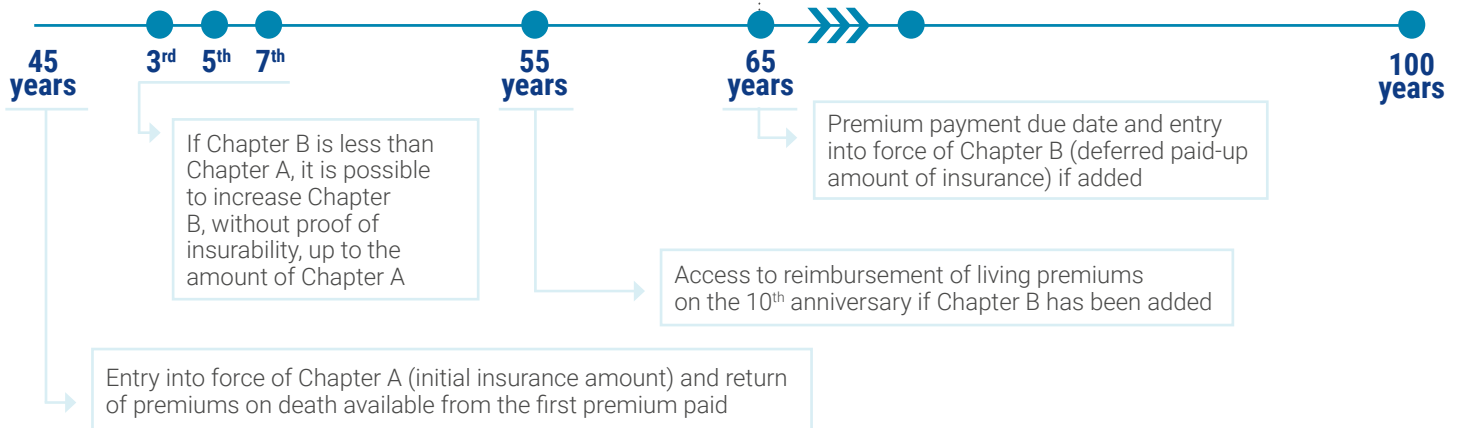 45
years
3rd 5th 7th
55
years
65
years
100
years
If Chapter B is less than
Chapter A, it is possible
to increase Chapter
B, without proof of
insurability, up to the
amount of Chapter A
Premium payment due date and entry
into force of Chapter B (deferred paid-up
amount of insurance) if added
Access to reimbursement of living premiums
on the 10th anniversary if Chapter B has been added
Entry into force of Chapter A (initial insurance amount) and return
of premiums on death available from the first premium paid